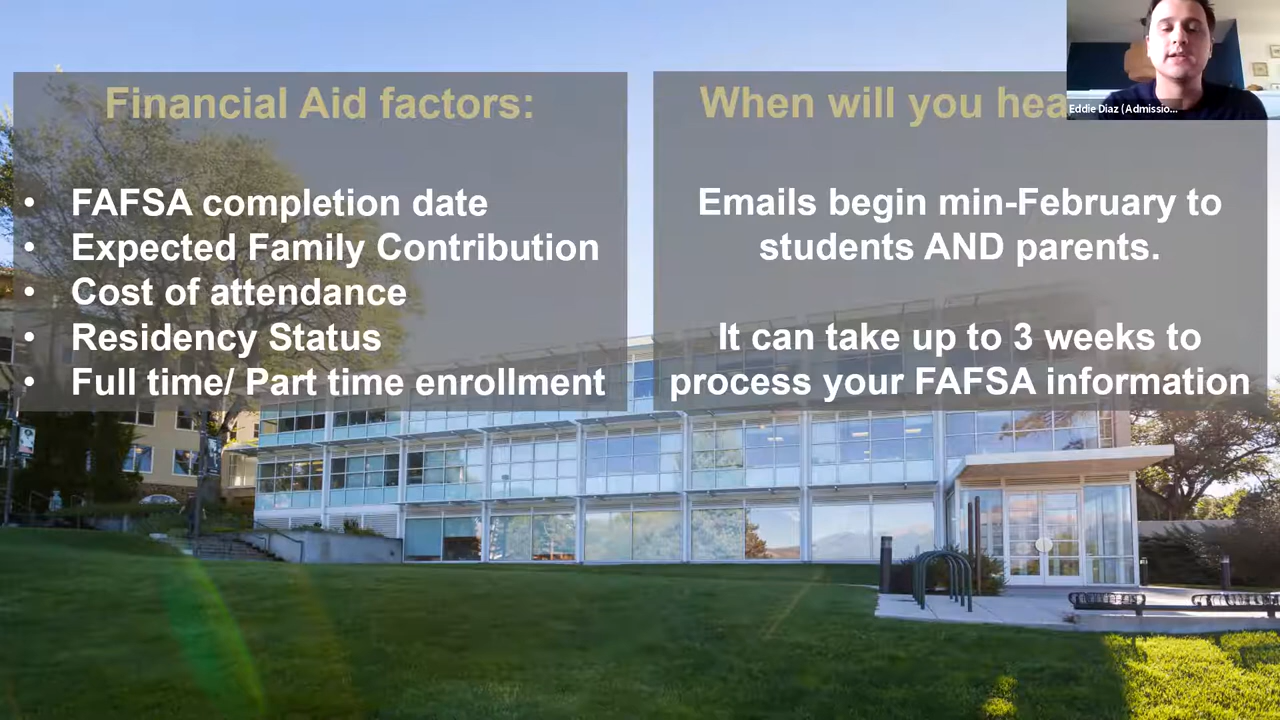 Financial Aid factors:
• FAFSA completion date
• Expected Family Contribution
• Cost of attendance
• Residency Status
• Full time/ Part time enrollment
When will you hea
Emails begin min-February to
students AND parents.
It can take up to 3 weeks to
process your FAFSA information
Eddie Diaz (Admissio...